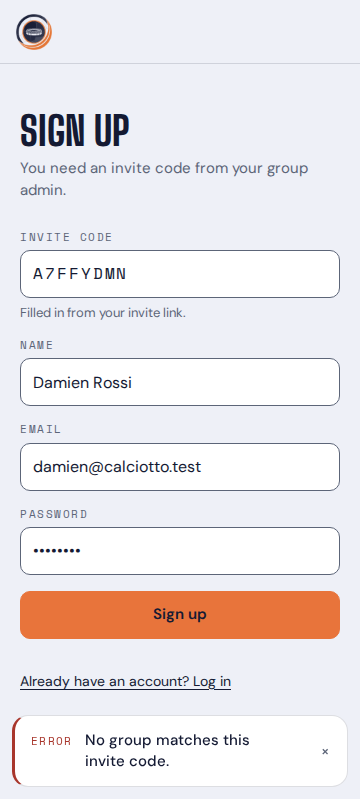 SIGN UP
You need an invite code from your group
admin.
INVITE CODE
A7FFYDMN
Filled in from your invite link.
NAME
Damien Rossi
EMAIL
damien@calciotto.test
PASSWORD
••••••••
Sign up
Already have an account? Log in
ERROR
No group matches this
invite code.
×